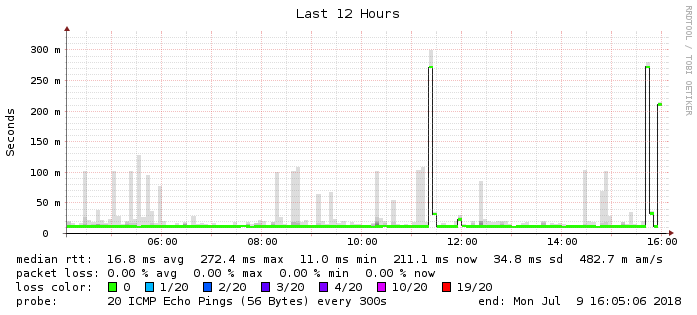 Last 12 Hours
RRDTOOL / TOBI OETIKER
Seconds
300 m
250 m
200 m
150 m
100 m
50 m
0
06:00 08:00 10:00 12:00 14:00 16:00
median rtt: 16.8 ms avg 272.4 ms max 11.0 ms min 211.1 ms now 34.8 ms sd 482.7 m am/s
packet loss: 0.00 % avg 0.00 % max 0.00 % min 0.00 % now
loss color: 0 1/20 2/20 3/20 4/20 10/20 19/20
probe: 20 ICMP Echo Pings (56 Bytes) every 300s end: Mon Jul 9 16:05:06 2018